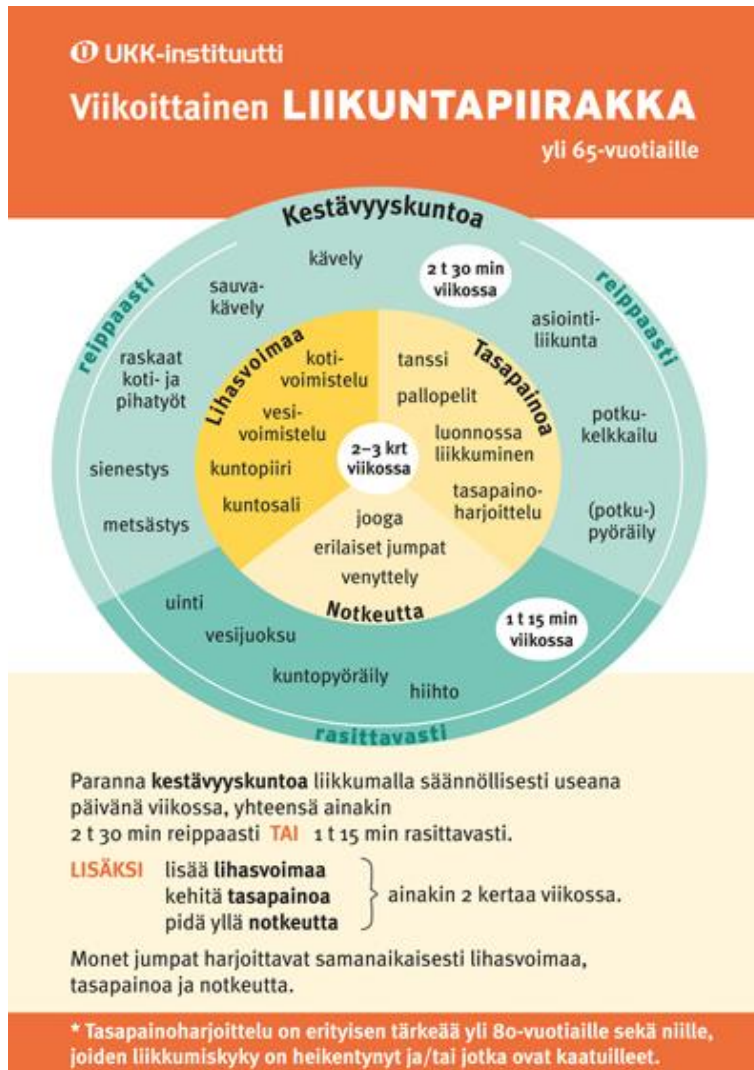 UKK-instituutti
Viikoittainen LIIKUNTAPIIRAKKA
yli 65-vuotiaille
Kestävyyskuntoa
reippaasti
kävely
2 t 30 min
viikossa
reippaasti
sauva-
kävely
asiointi-
liikunta
raskaat
koti- ja
pihatyöt
potku-
kelkkailu
sienestys
metsästys
(potku-)
pyöräily
Lihasvoimaa
koti-
voimistelu
vesi-
voimistelu
kuntopiiri
kuntosali
Tasapainoa
tanssi
pallopelit
luonnossa
liikkuminen
tasapaino-
harjoittelu
2–3 krt
viikossa
jooga
erilaiset jumpat
venyttely
Notkeutta
uinti
vesijuoksu
kuntopyöräily
hiihto
1 t 15 min
viikossa
rasittavasti
Paranna kestävyyskuntoa liikkumalla säännöllisesti useana
päivänä viikossa, yhteensä ainakin
2 t 30 min reippaasti TAI 1 t 15 min rasittavasti.
LISÄKSI lisää lihasvoimaa
kehitä tasapainoa
pidä yllä notkeutta
ainakin 2 kertaa viikossa.
Monet jumpat harjoittavat samanaikaisesti lihasvoimaa,
tasapainoa ja notkeutta.
* Tasapainoharjoittelu on erityisen tärkeää yli 80-vuotiaille sekä niille,
joiden liikkumiskyky on heikentynyt ja/tai jotka ovat kaatuilleet.